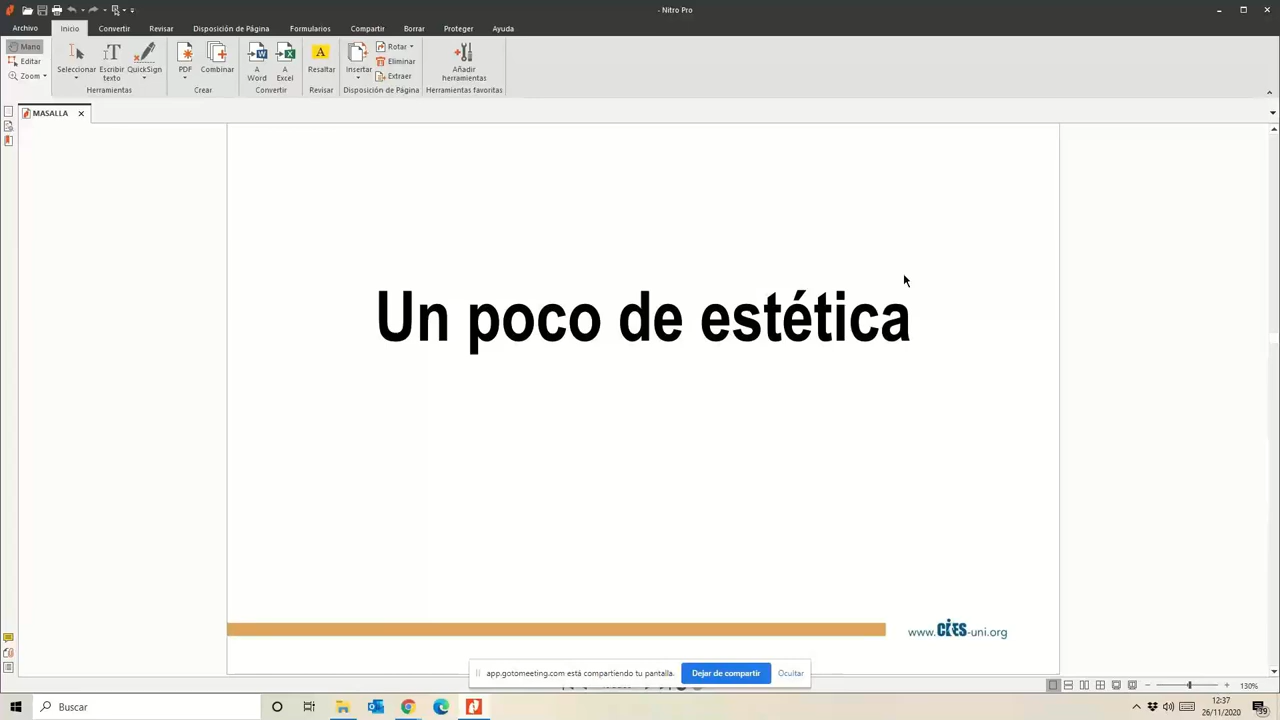 - Nitro Pro
Archivo Inicio Convertir Revisar Disposición de Página Formularios Compartir Borrar Proteger Ayuda
Mano
Editar
Zoom
Seleccionar
Escribir texto
QuickSign
Herramientas
PDF
Combinar
Crear
A Word
A Excel
Convertir
A
Resaltar
Revisar
Insertar
Rotar
Eliminar
Extraer
Disposición de Página
Añadir herramientas
Herramientas favoritas
MASALLA
Un poco de estética
www.CIES-uni.org
app.gotomeeting.com está compartiendo tu pantalla.
Dejar de compartir
Ocultar
130%
Buscar
12:37
26/11/2020
39